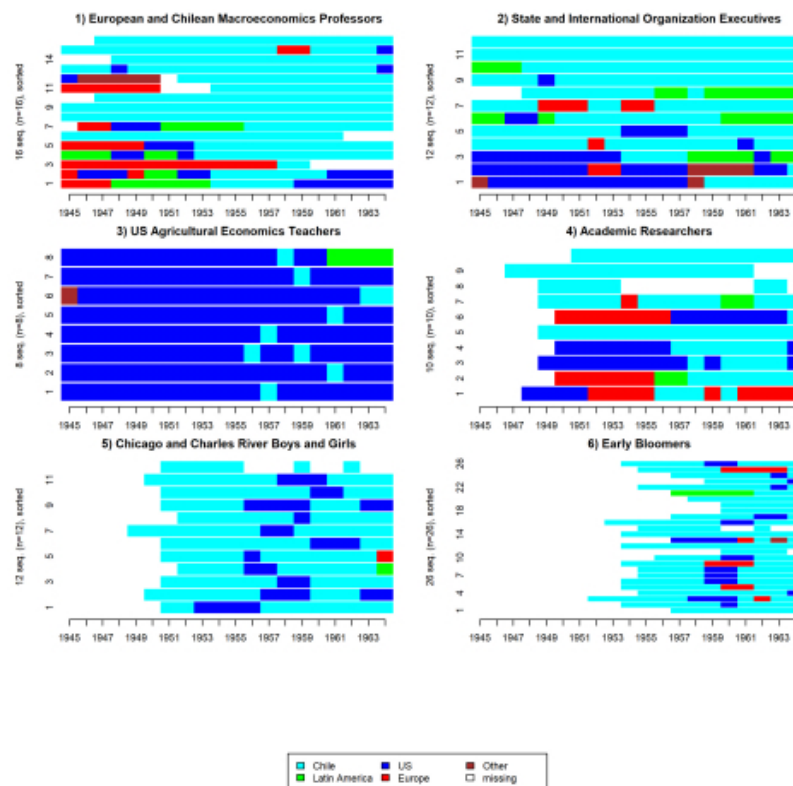 1) European and Chilean Macroeconomics Professors
16 seq. (n=16), sorted
1 3 5 7 9 11 14
1945 1947 1949 1951 1953 1955 1957 1959 1961 1963
2) State and International Organization Executives
12 seq. (n=12), sorted
1 3 5 7 9 11
1945 1947 1949 1951 1953 1955 1957 1959 1961 1963
3) US Agricultural Economics Teachers
8 seq. (n=8), sorted
1 2 3 4 5 6 7 8
1945 1947 1949 1951 1953 1955 1957 1959 1961 1963
4) Academic Researchers
10 seq. (n=10), sorted
1 2 3 4 5 6 7 8 9
1945 1947 1949 1951 1953 1955 1957 1959 1961 1963
5) Chicago and Charles River Boys and Girls
12 seq. (n=12), sorted
1 3 5 7 9 11
1945 1947 1949 1951 1953 1955 1957 1959 1961 1963
6) Early Bloomers
26 seq. (n=26), sorted
1 4 7 10 14 18 22 26
1945 1947 1949 1951 1953 1955 1957 1959 1961 1963
Chile US Other
Latin America Europe missing